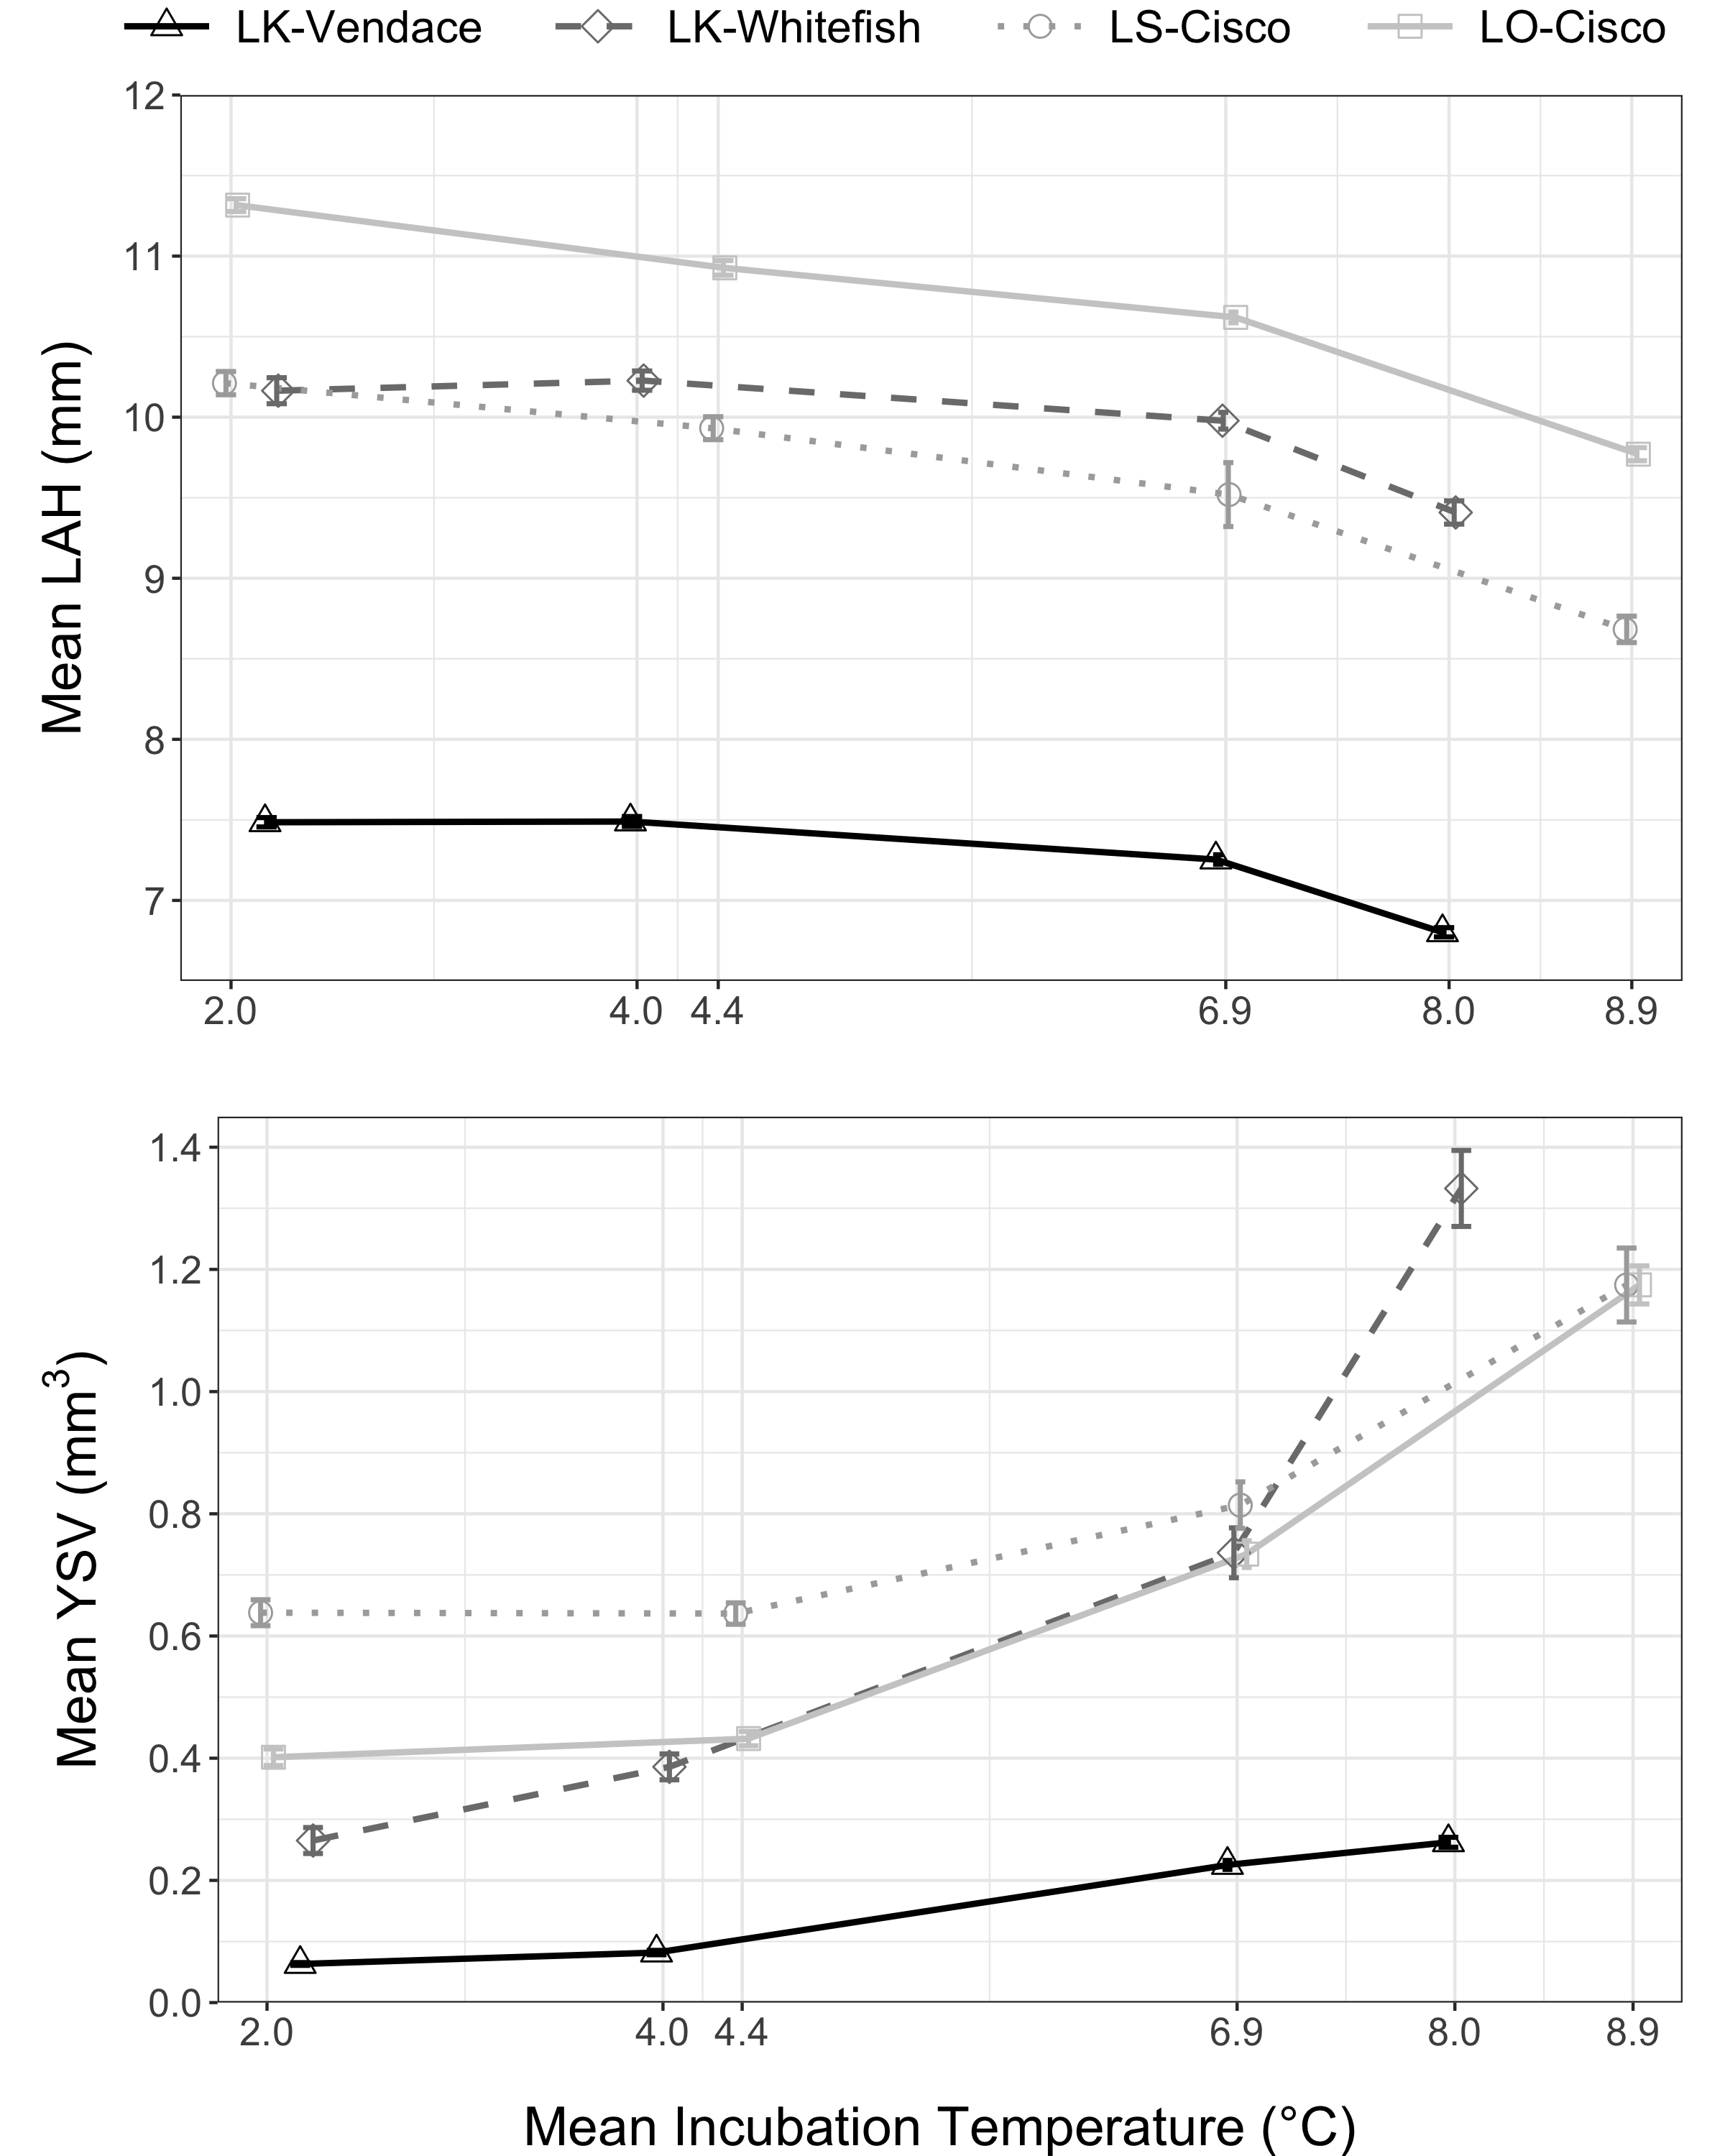 LK-Vendace LK-Whitefish LS-Cisco LO-Cisco
Mean LAH (mm)
12
11
10
9
8
7
2.0 4.0 4.4 6.9 8.0 8.9
Mean YSV (mm³)
1.4
1.2
1.0
0.8
0.6
0.4
0.2
0.0
2.0 4.0 4.4 6.9 8.0 8.9
Mean Incubation Temperature (°C)